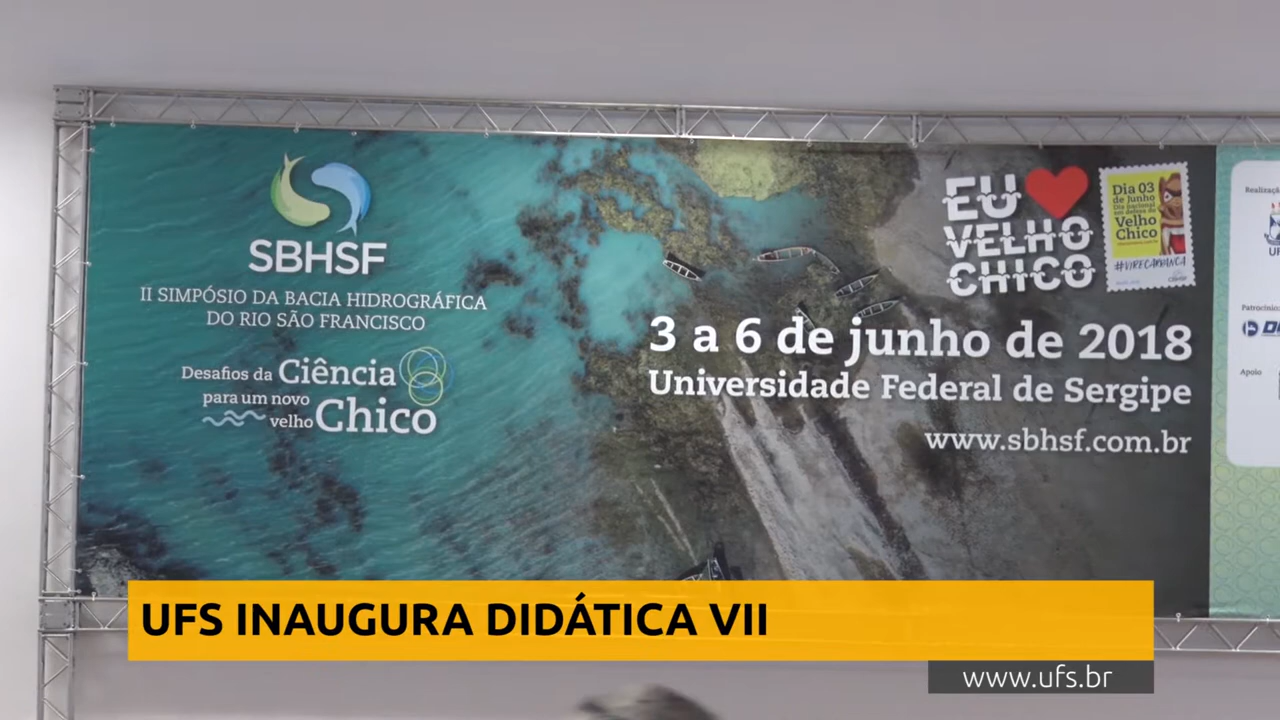 SBHSF
II SIMPÓSIO DA BACIA HIDROGRÁFICA
DO RIO SÃO FRANCISCO
Desafios da Ciência
para um novo
velho Chico
EU
VELHO
CHICO
Dia 03
de Junho
Velho
Chico
#VIRECARRANCA
3 a 6 de junho de 2018
Universidade Federal de Sergipe
www.sbhsf.com.br
Apoio
UFS INAUGURA DIDÁTICA VII
www.ufs.br